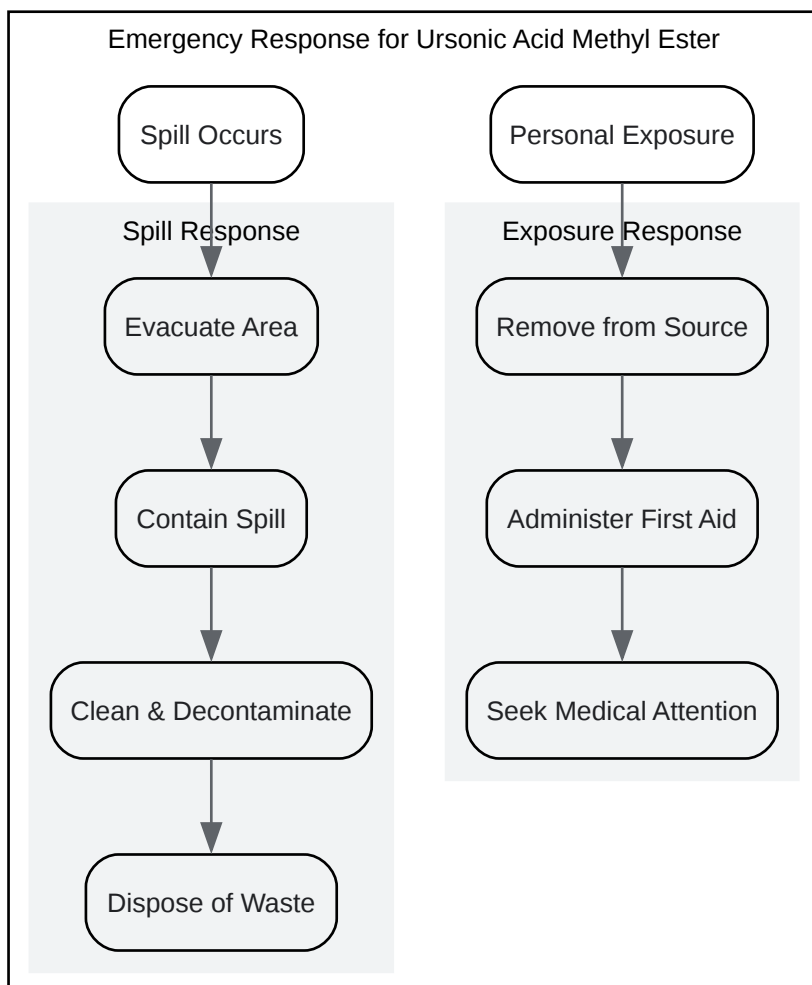 Emergency Response for Ursonic Acid Methyl Ester
Spill Occurs
Personal Exposure
Spill Response
Exposure Response
Evacuate Area
Remove from Source
Contain Spill
Administer First Aid
Clean & Decontaminate
Seek Medical Attention
Dispose of Waste